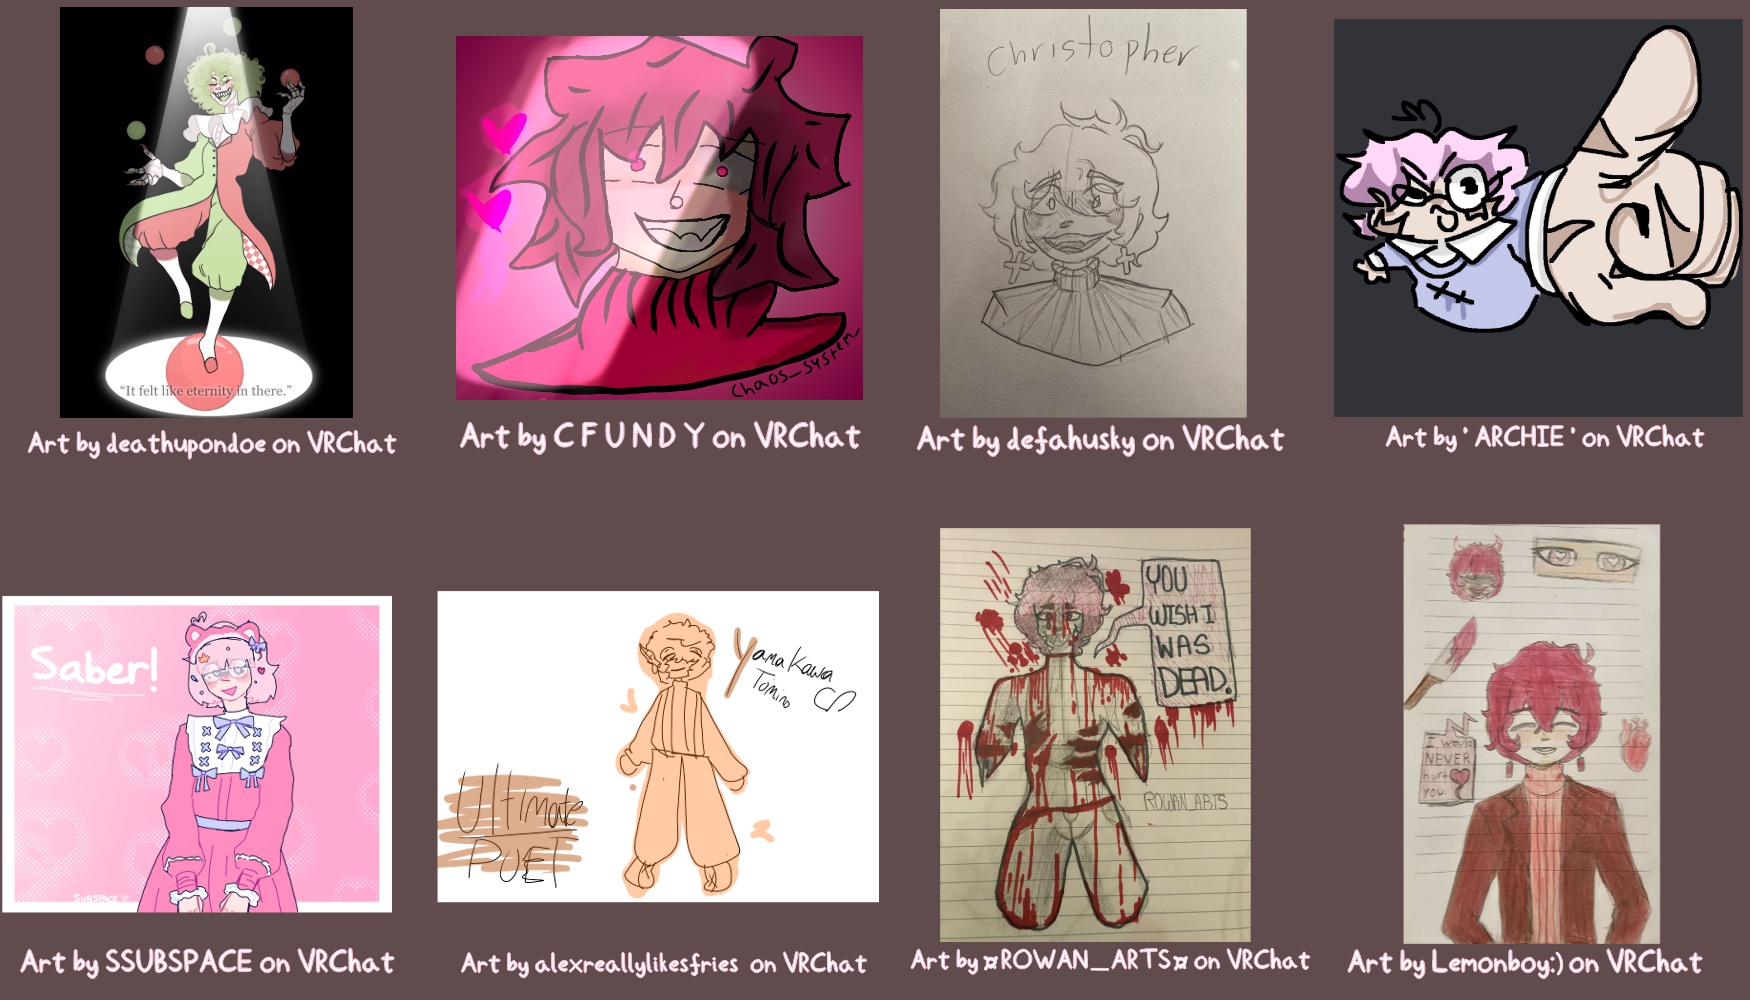 "It felt like eternity in there."
Art by deathupondoe on VRChat
chaos_system
Art by C F U N D Y on VRChat
christopher
Art by defahusky on VRChat
Art by ' ARCHIE ' on VRChat
Saber!
SUBSPACE
Art by SSUBSPACE on VRChat
Yamakawa
Tomino
Ultimate
POET
Art by alexreallylikesfries on VRChat
YOU
WISH I
WAS
DEAD.
ROWAN_ARTS
Art by ¤ROWAN_ARTS¤ on VRChat
I would
NEVER
hurt
you.
Art by Lemonboy:) on VRChat